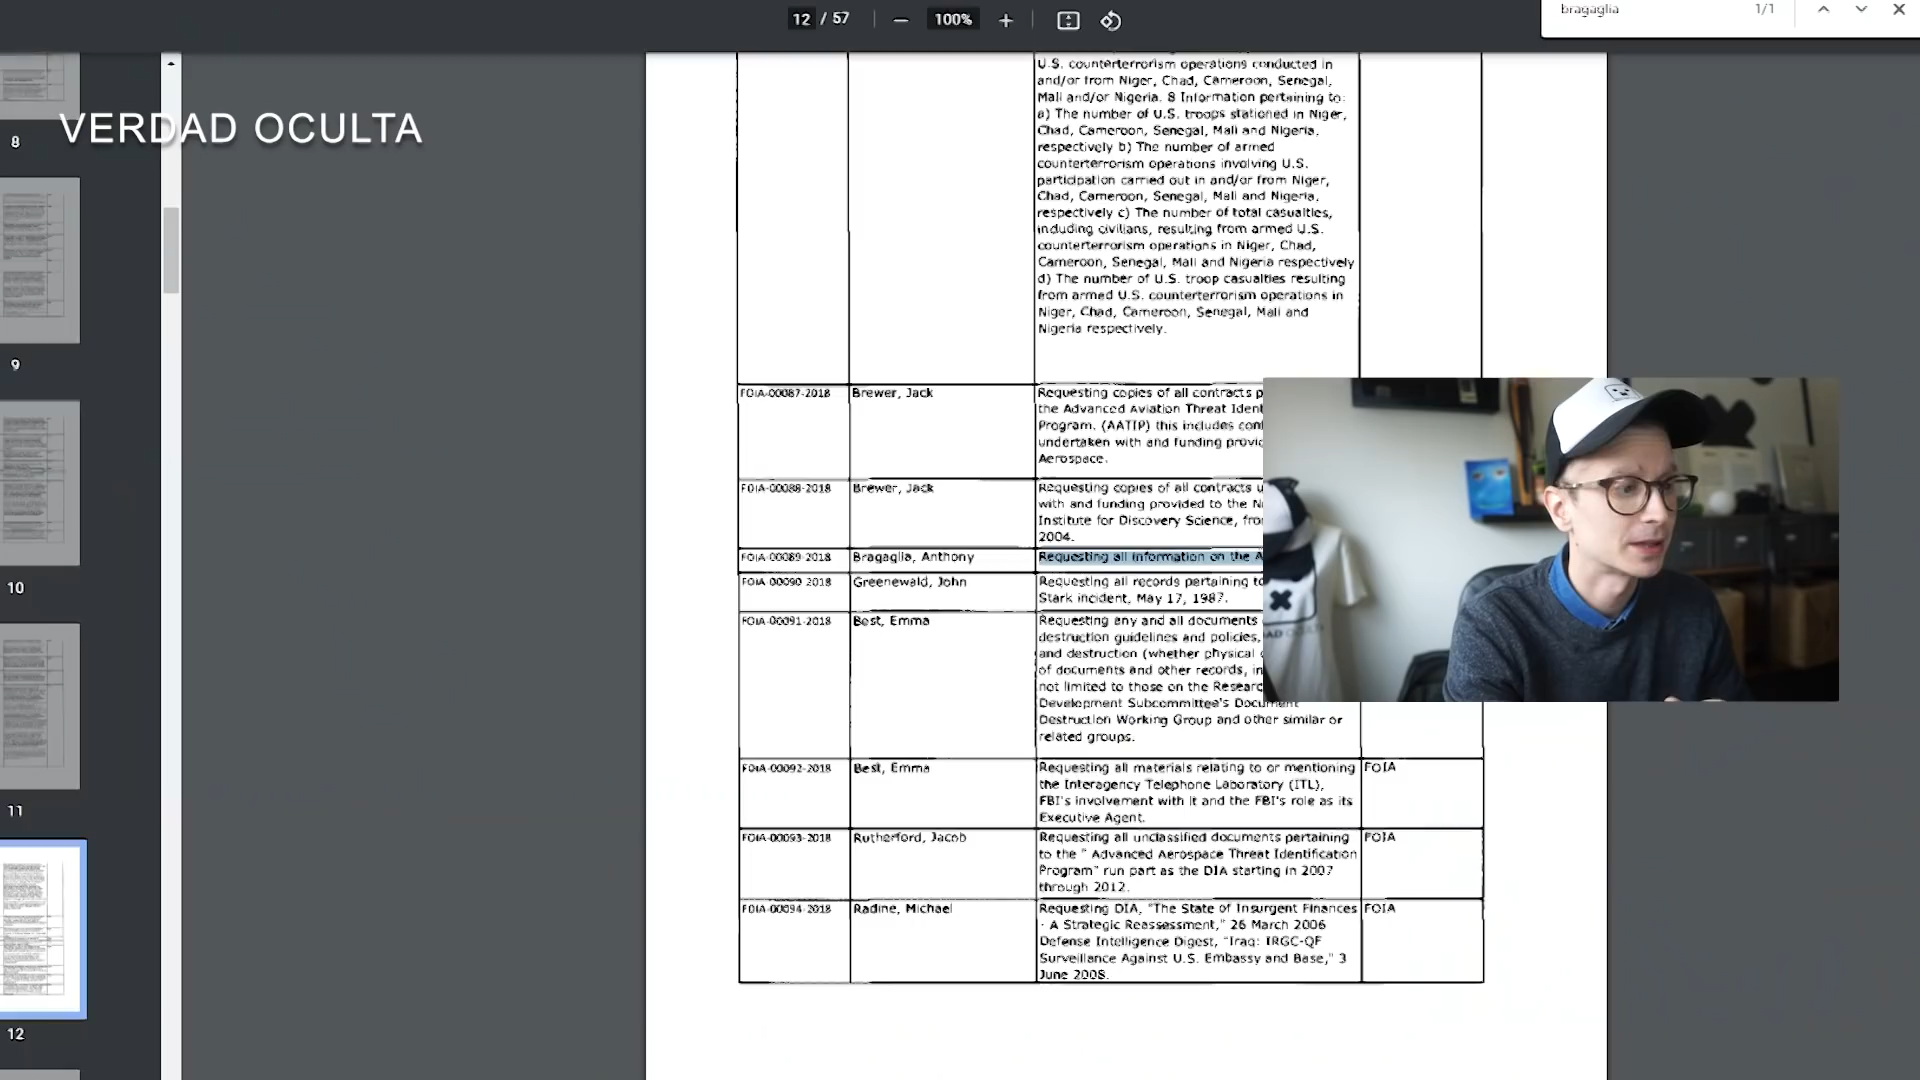 12 / 57
100%
bragaglia
1/1
VERDAD OCULTA
8
9
10
11
12
U.S. counterterrorism operations conducted in
and/or from Niger, Chad, Cameroon, Senegal,
Mali and/or Nigeria. 8 Information pertaining to:
a) The number of U.S. troops stationed in Niger,
Chad, Cameroon, Senegal, Mali and Nigeria,
respectively b) The number of armed
counterterrorism operations involving U.S.
participation carried out in and/or from Niger,
Chad, Cameroon, Senegal, Mali and Nigeria,
respectively c) The number of total casualties,
including civilians, resulting from armed U.S.
counterterrorism operations in Niger, Chad,
Cameroon, Senegal, Mali and Nigeria respectively
d) The number of U.S. troop casualties resulting
from armed U.S. counterterrorism operations in
Niger, Chad, Cameroon, Senegal, Mali and
Nigeria respectively.
FOIA-00087-2018 Brewer, Jack Requesting copies of all contracts
the Advanced Aviation Threat
Program. (AATIP) this includes
undertaken with and funding
Aerospace.
FOIA-00088-2018 Brewer, Jack Requesting copies of all contracts
with and funding provided to the
Institute for Discovery Science,
2004.
FOIA-00089-2018 Bragaglia, Anthony Requesting all information on the
FOIA-00090-2018 Greenewald, John Requesting all records pertaining to
Stark incident, May 17, 1987.
FOIA-00091-2018 Best, Emma Requesting any and all documents
destruction guidelines and policies,
and destruction (whether physical
of documents and other records,
not limited to those on the
Development Subcommittee's Document
Destruction Working Group and other similar or
related groups.
FOIA-00092-2018 Best, Emma Requesting all materials relating to or mentioning FOIA
the Interagency Telephone Laboratory (ITL),
FBI's involvement with it and the FBI's role as its
Executive Agent.
FOIA-00093-2018 Rutherford, Jacob Requesting all unclassified documents pertaining FOIA
to the " Advanced Aerospace Threat Identification
Program" run part as the DIA starting in 2007
through 2012.
FOIA-00094-2018 Radine, Michael Requesting DIA, "The State of Insurgent Finances FOIA
- A Strategic Reassessment," 26 March 2006
Defense Intelligence Digest, "Iraq: IRGC-QF
Surveillance Against U.S. Embassy and Base," 3
June 2008.